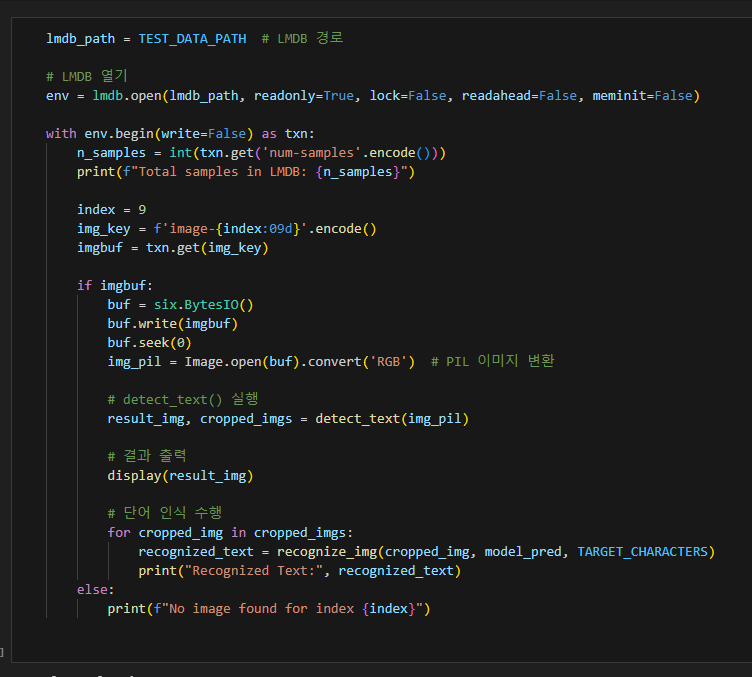 lmdb_path = TEST_DATA_PATH  # LMDB 경로
# LMDB 열기
env = lmdb.open(lmdb_path, readonly=True, lock=False, readahead=False, meminit=False)
with env.begin(write=False) as txn:
    n_samples = int(txn.get('num-samples'.encode()))
    print(f"Total samples in LMDB: {n_samples}")
    index = 9
    img_key = f'image-{index:09d}'.encode()
    imgbuf = txn.get(img_key)
    if imgbuf:
        buf = six.BytesIO()
        buf.write(imgbuf)
        buf.seek(0)
        img_pil = Image.open(buf).convert('RGB')  # PIL 이미지 변환
        # detect_text() 실행
        result_img, cropped_imgs = detect_text(img_pil)
        # 결과 출력
        display(result_img)
        # 단어 인식 수행
        for cropped_img in cropped_imgs:
            recognized_text = recognize_img(cropped_img, model_pred, TARGET_CHARACTERS)
            print("Recognized Text:", recognized_text)
    else:
        print(f"No image found for index {index}")
]